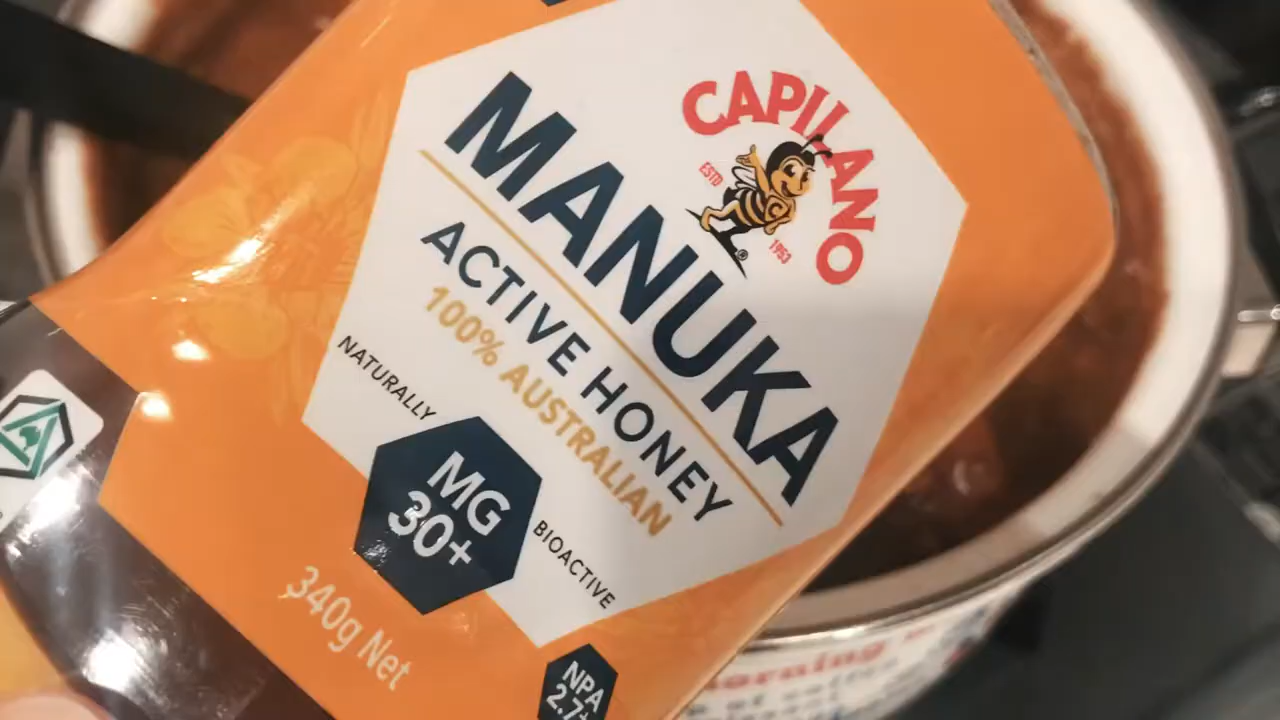 CAPILANO
ESTD 1953
®
MANUKA
ACTIVE HONEY
100% AUSTRALIAN
NATURALLY
MG
30+
BIOACTIVE
340g Net
NPA
2.7+